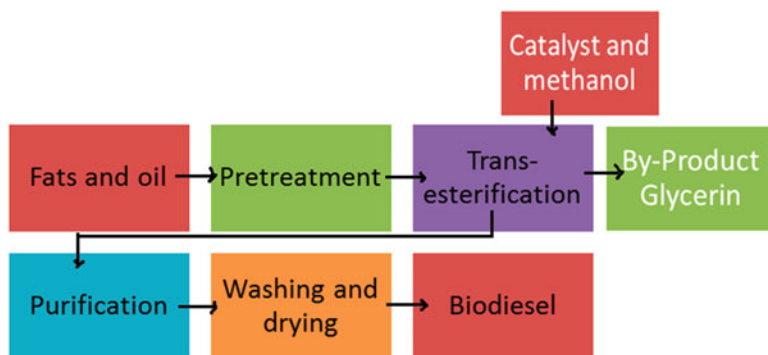 Catalyst and
methanol
Fats and oil
Pretreatment
Trans-
esterification
By-Product
Glycerin
Purification
Washing and
drying
Biodiesel